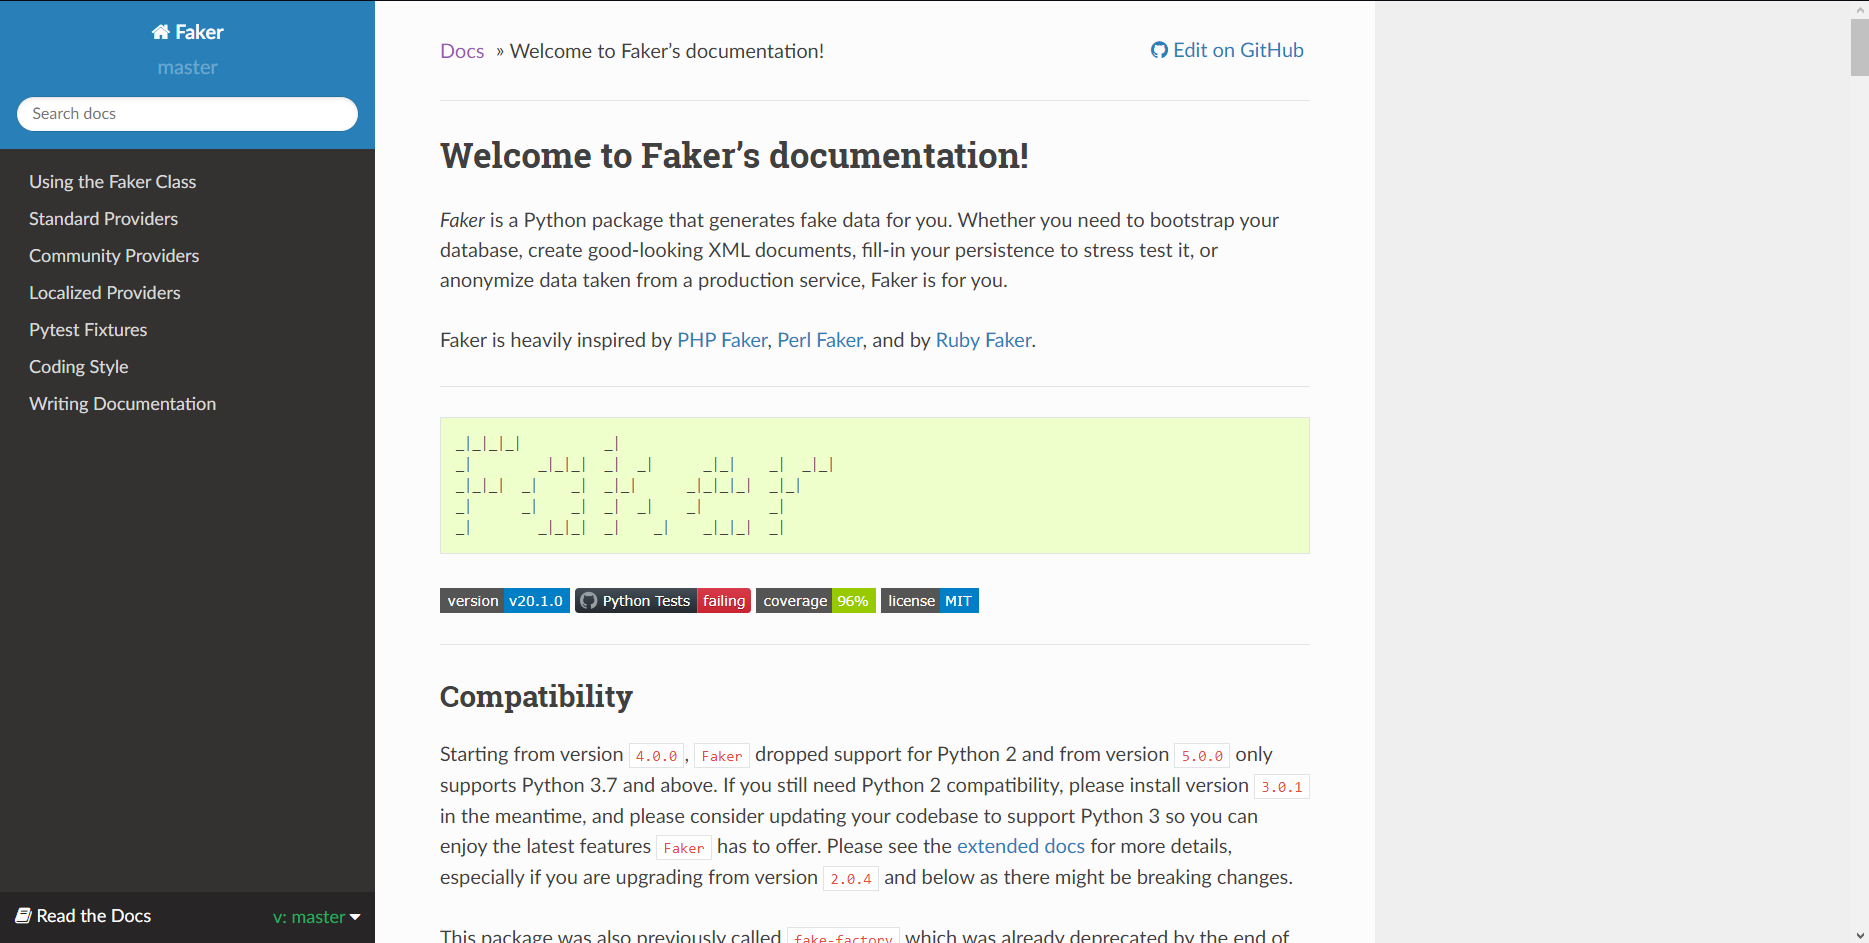 Faker
master
Search docs
Using the Faker Class
Standard Providers
Community Providers
Localized Providers
Pytest Fixtures
Coding Style
Writing Documentation
Read the Docs
v: master
Docs » Welcome to Faker’s documentation!
Edit on GitHub
Welcome to Faker’s documentation!
Faker is a Python package that generates fake data for you. Whether you need to bootstrap your
database, create good-looking XML documents, fill-in your persistence to stress test it, or
anonymize data taken from a production service, Faker is for you.
Faker is heavily inspired by PHP Faker, Perl Faker, and by Ruby Faker.
_|_|_|_|          _|
_|        _|_|_|  _|  _|      _|_|    _|  _|_|
_|_|_|  _|    _|  _|_|      _|_|_|_|  _|_|
_|      _|    _|  _|  _|    _|        _|
_|        _|_|_|  _|    _|    _|_|_|  _|
version v20.1.0 Python Tests failing coverage 96% license MIT
Compatibility
Starting from version 4.0.0, Faker dropped support for Python 2 and from version 5.0.0 only
supports Python 3.7 and above. If you still need Python 2 compatibility, please install version 3.0.1
in the meantime, and please consider updating your codebase to support Python 3 so you can
enjoy the latest features Faker has to offer. Please see the extended docs for more details,
especially if you are upgrading from version 2.0.4 and below as there might be breaking changes.
This package was also previously called fake-factory which was already deprecated by the end of